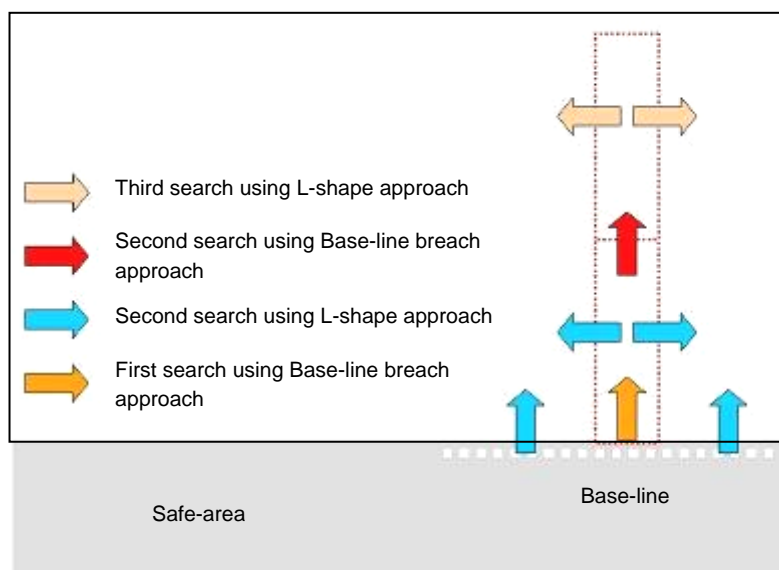 Third search using L-shape approach
Second search using Base-line breach
approach
Second search using L-shape approach
First search using Base-line breach
approach
Base-line
Safe-area